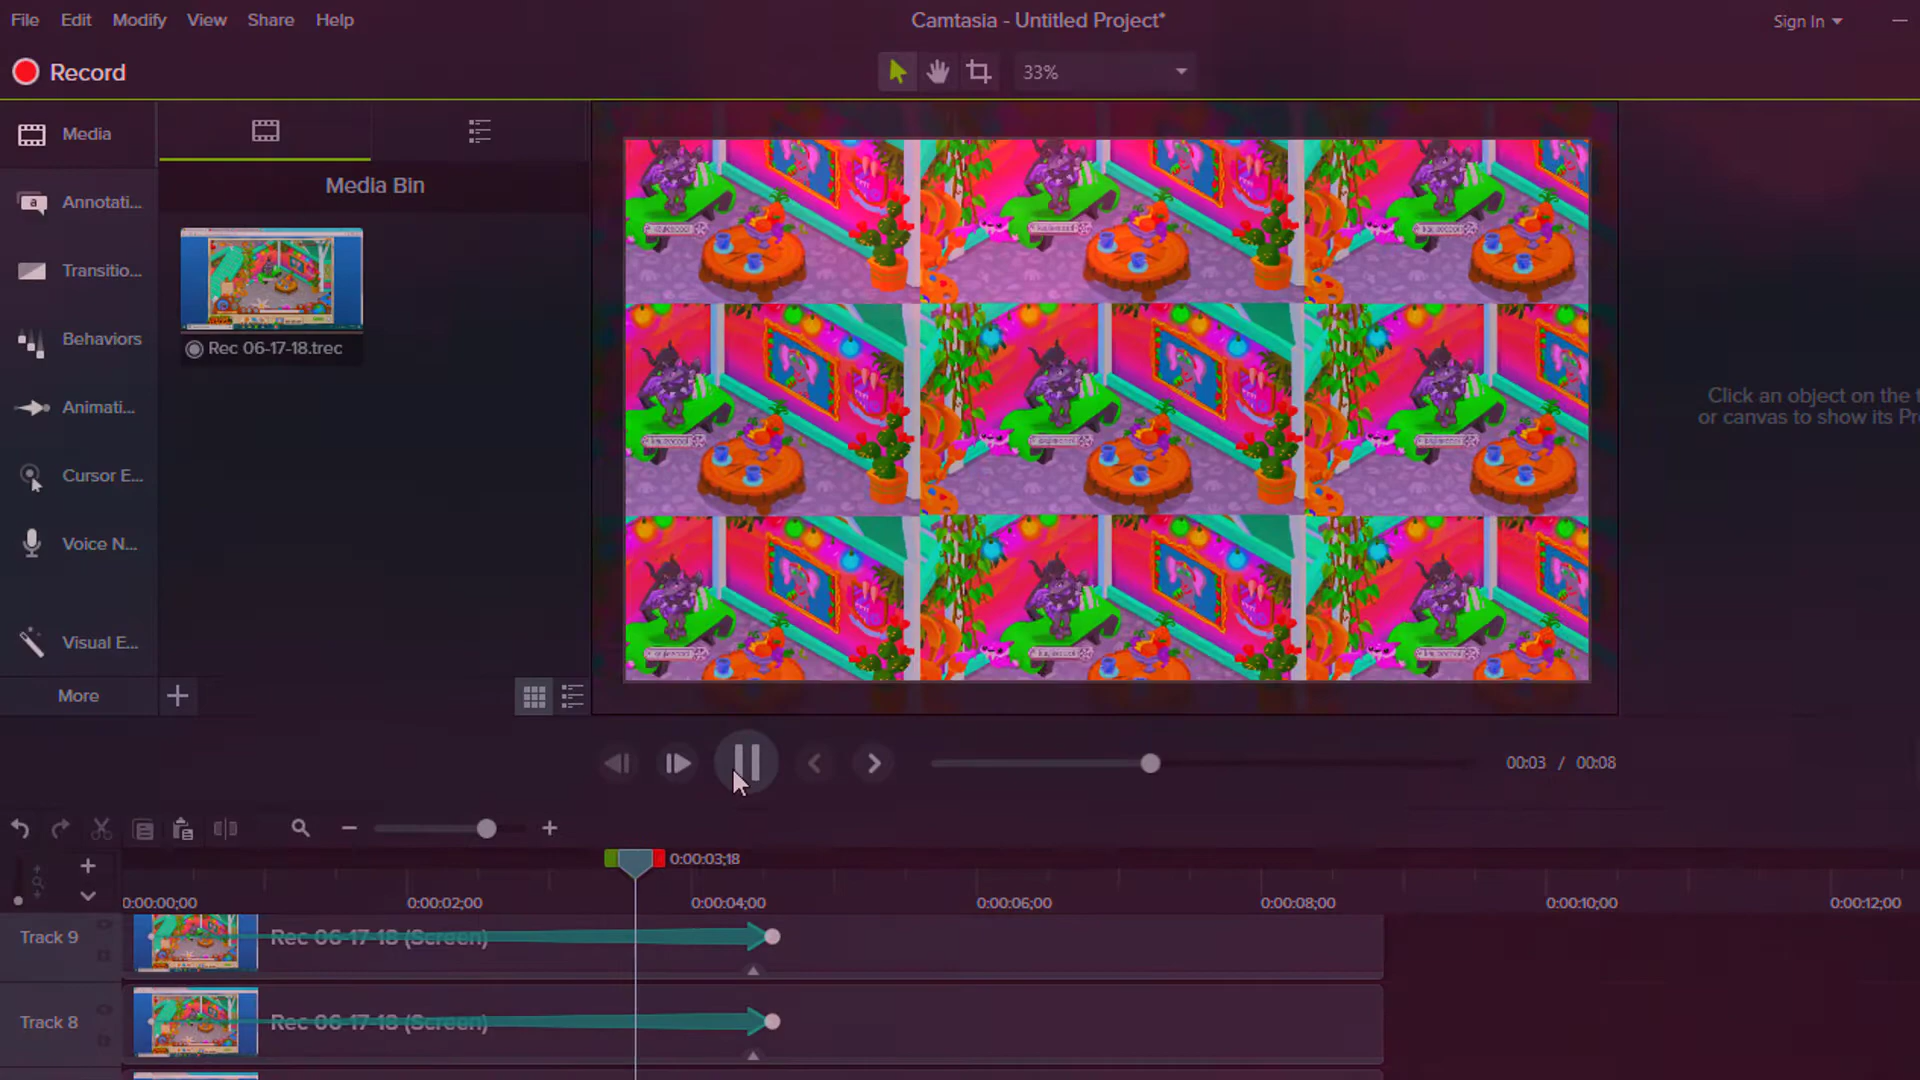 File Edit Modify View Share Help
Camtasia - Untitled Project*
Sign In
Record
33%
Media
Annotati...
Transitio...
Behaviors
Animati...
Cursor E...
Voice N...
Visual E...
More
Media Bin
Rec 06-17-18.trec
Click an object on the t
or canvas to show its Pr
00:03 / 00:08
0:00:03;18
0:00:00;00 0:00:02;00 0:00:04;00 0:00:06;00 0:00:08;00 0:00:10;00 0:00:12;00
Track 9
Rec 06-17-18 (Screen)
Track 8
Rec 06-17-18 (Screen)